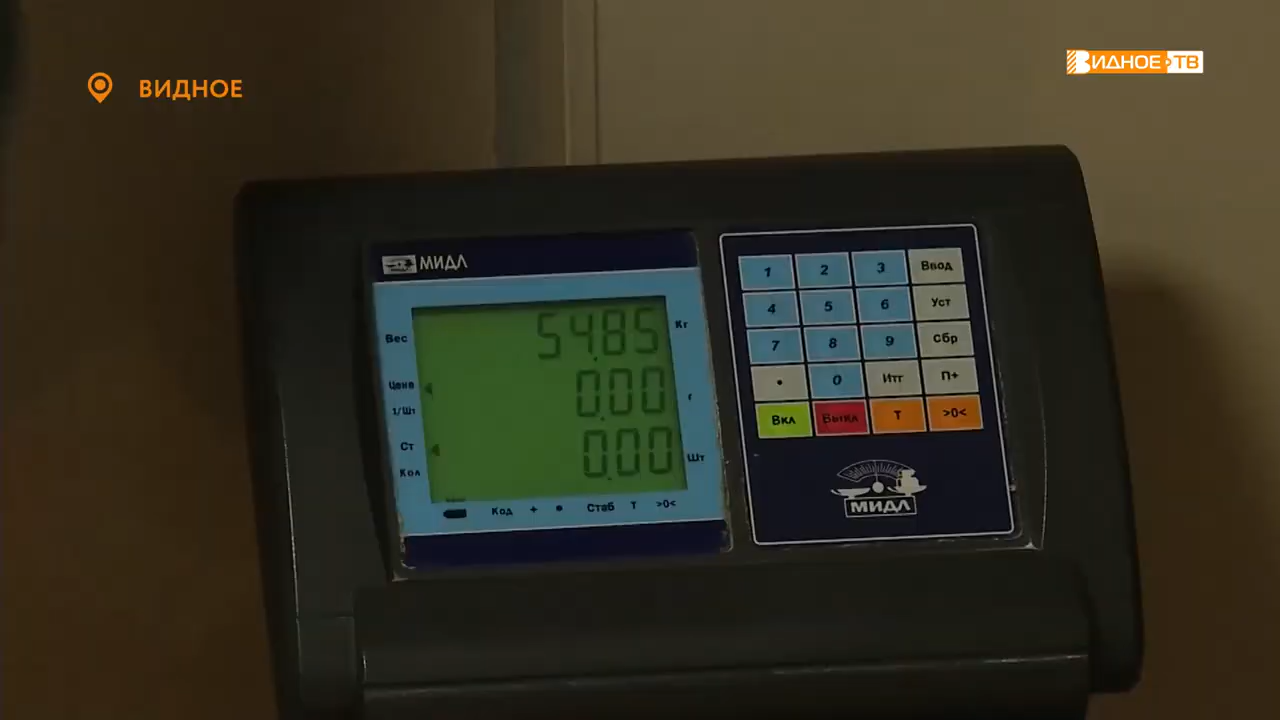 ВИДНОЕ
ВИДНОЕ ТВ
МИДЛ
Вес 54.85 Кг
Цена 0.00 г
1/Шт
Ст 0.00 Шт
Кол
Код + • Стаб Т >0<
1 2 3 Ввод
4 5 6 Уст
7 8 9 Сбр
• 0 Итг П+
Вкл Выкл Т >0<
МИДЛ